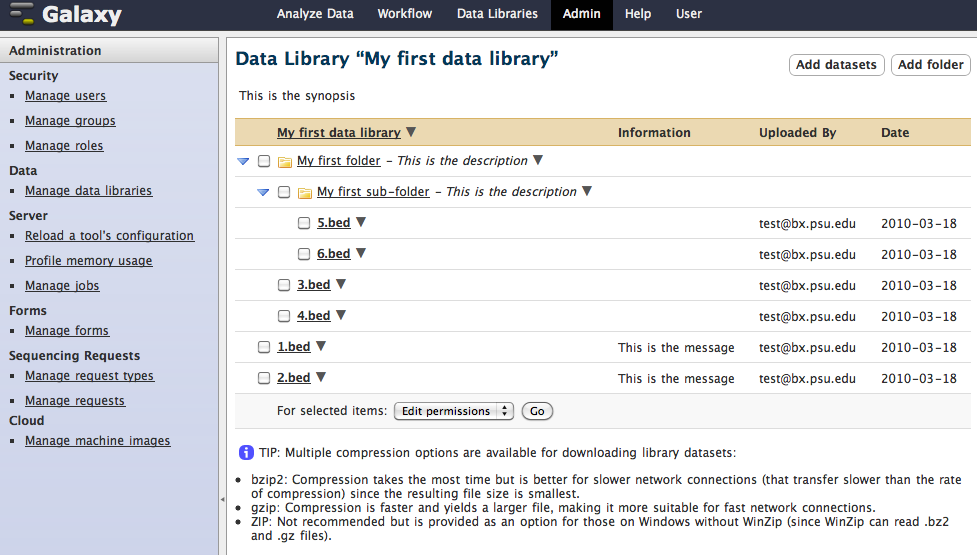 Galaxy
Analyze Data Workflow Data Libraries Admin Help User
Administration
Security
Manage users
Manage groups
Manage roles
Data
Manage data libraries
Server
Reload a tool's configuration
Profile memory usage
Manage jobs
Forms
Manage forms
Sequencing Requests
Manage request types
Manage requests
Cloud
Manage machine images
Data Library “My first data library”
Add datasets Add folder
This is the synopsis
My first data library Information Uploaded By Date
My first folder – This is the description
My first sub-folder – This is the description
5.bed test@bx.psu.edu 2010-03-18
6.bed test@bx.psu.edu 2010-03-18
3.bed test@bx.psu.edu 2010-03-18
4.bed test@bx.psu.edu 2010-03-18
1.bed This is the message test@bx.psu.edu 2010-03-18
2.bed This is the message test@bx.psu.edu 2010-03-18
For selected items: Edit permissions Go
TIP: Multiple compression options are available for downloading library datasets:
bzip2: Compression takes the most time but is better for slower network connections (that transfer slower than the rate
of compression) since the resulting file size is smallest.
gzip: Compression is faster and yields a larger file, making it more suitable for fast network connections.
ZIP: Not recommended but is provided as an option for those on Windows without WinZip (since WinZip can read .bz2
and .gz files).